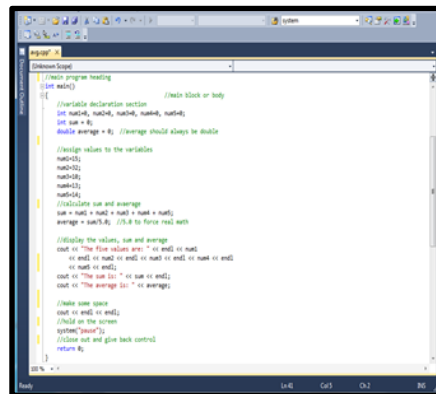 system
avg.cpp* X
(Unknown Scope)
Document Outline
//main program heading
int main()
{ //main block or body
//variable declaration section
int num1=0, num2=0, num3=0, num4=0, num5=0;
int sum = 0;
double average = 0; //average should always be double
//assign values to the variables
num1=15;
num2=32;
num3=10;
num4=13;
num5=14;
//calculate sum and avaerage
sum = num1 + num2 + num3 + num4 + num5;
average = sum/5.0; //5.0 to force real math
//display the values, sum and average
cout << "The five values are: " << endl << num1
<< endl << num2 << endl << num3 << endl << num4 << endl
<< num5 << endl;
cout << "The sum is: " << sum << endl;
cout << "The average is: " << average;
//make some space
cout << endl << endl;
//hold on the screen
system("pause");
//close out and give back control
return 0;
}
100 %
Ready Ln 41 Col 5 Ch 2 INS